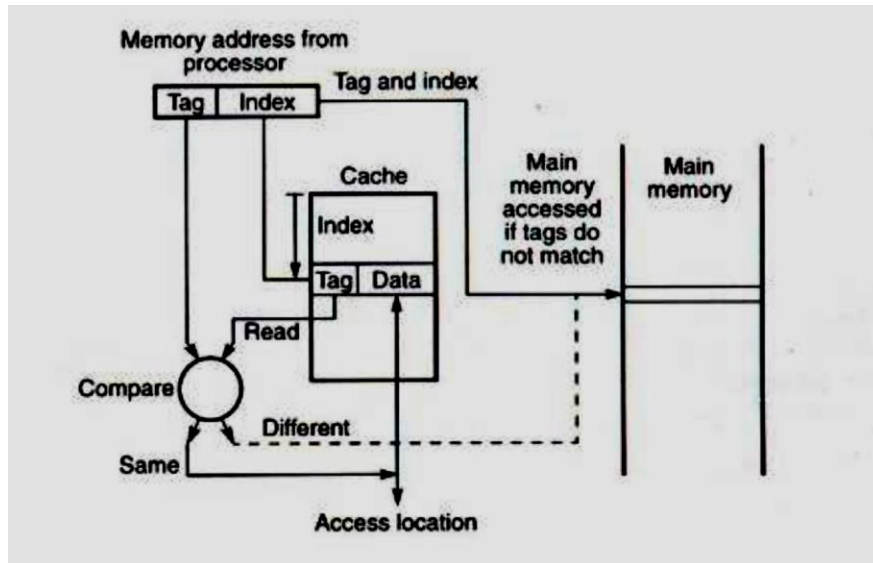 Memory address from
processor
Tag and index
Tag Index
Cache
Main
memory
accessed
if tags do
not match
Main
memory
Index
Tag Data
Read
Compare
Different
Same
Access location